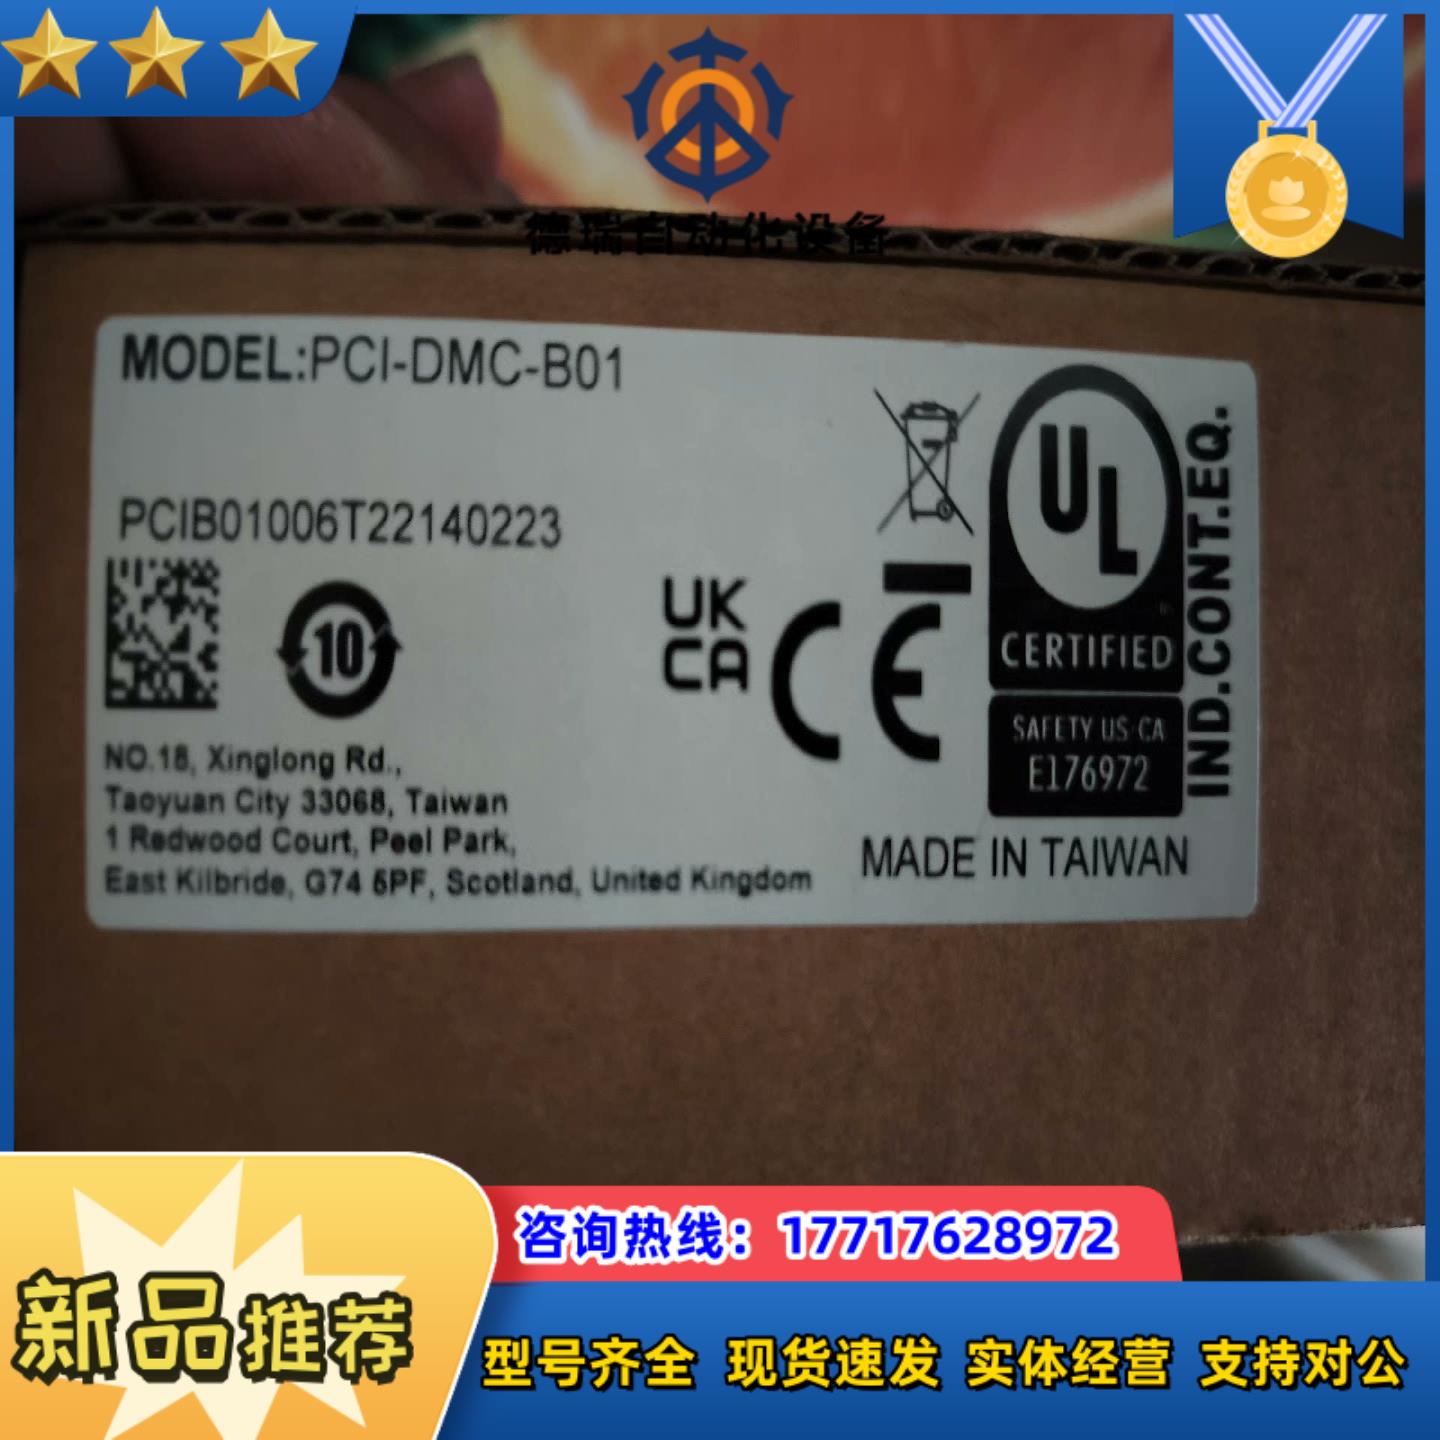 德瑞自动化设备
MODEL:PCI-DMC-B01
PCIB01006T22140223
10
UK
CA
CE
UL
CERTIFIED
SAFETY US-CA
E176972
IND.CONT.EQ.
NO.18, Xinglong Rd.,
Taoyuan City 33068, Taiwan
1 Redwood Court, Peel Park,
East Kilbride, G74 5PF, Scotland, United Kingdom
MADE IN TAIWAN
咨询热线：17717628972
新品推荐
型号齐全 现货速发 实体经营 支持对公